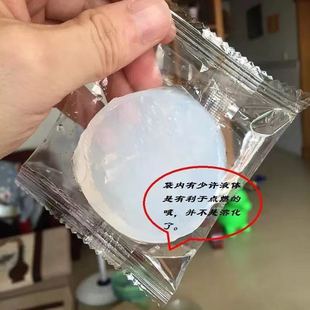 袋内有少许液体
是有利于点燃的
哦，并不是溶化
了。